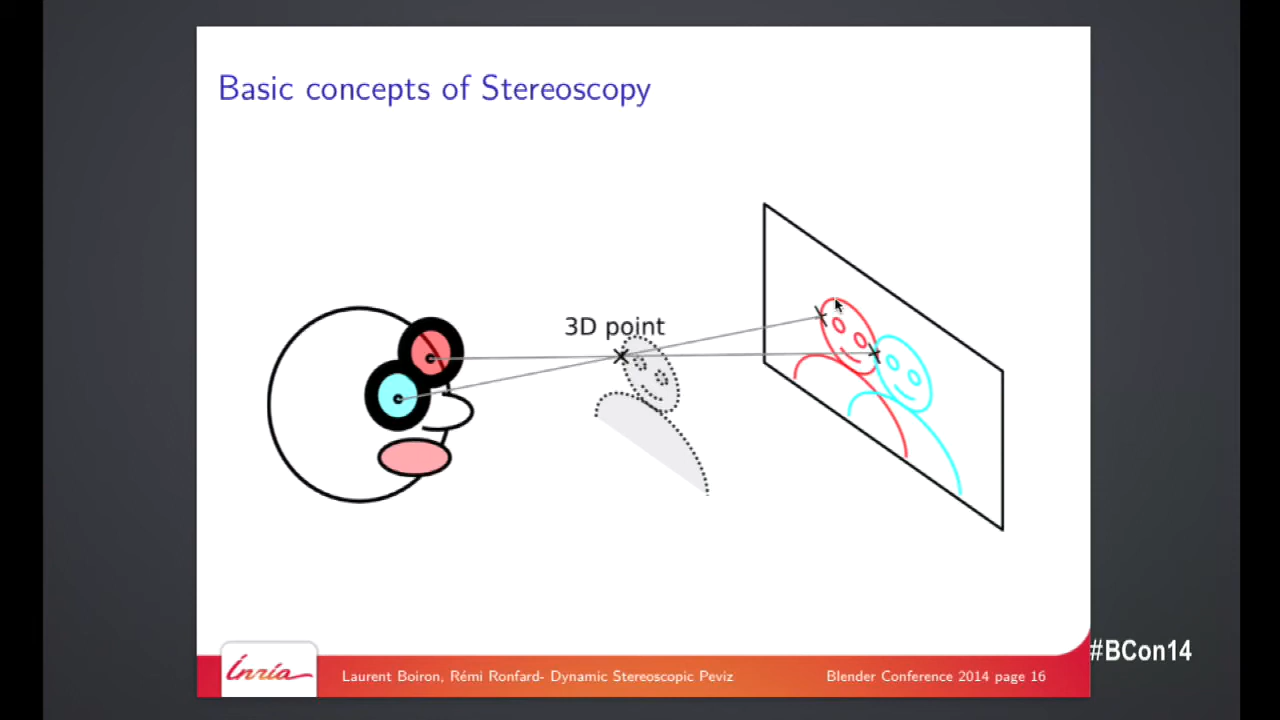 Basic concepts of Stereoscopy
3D point
#BCon14
Inria
Laurent Boiron, Rémi Ronfard- Dynamic Stereoscopic Peviz
Blender Conference 2014 page 16